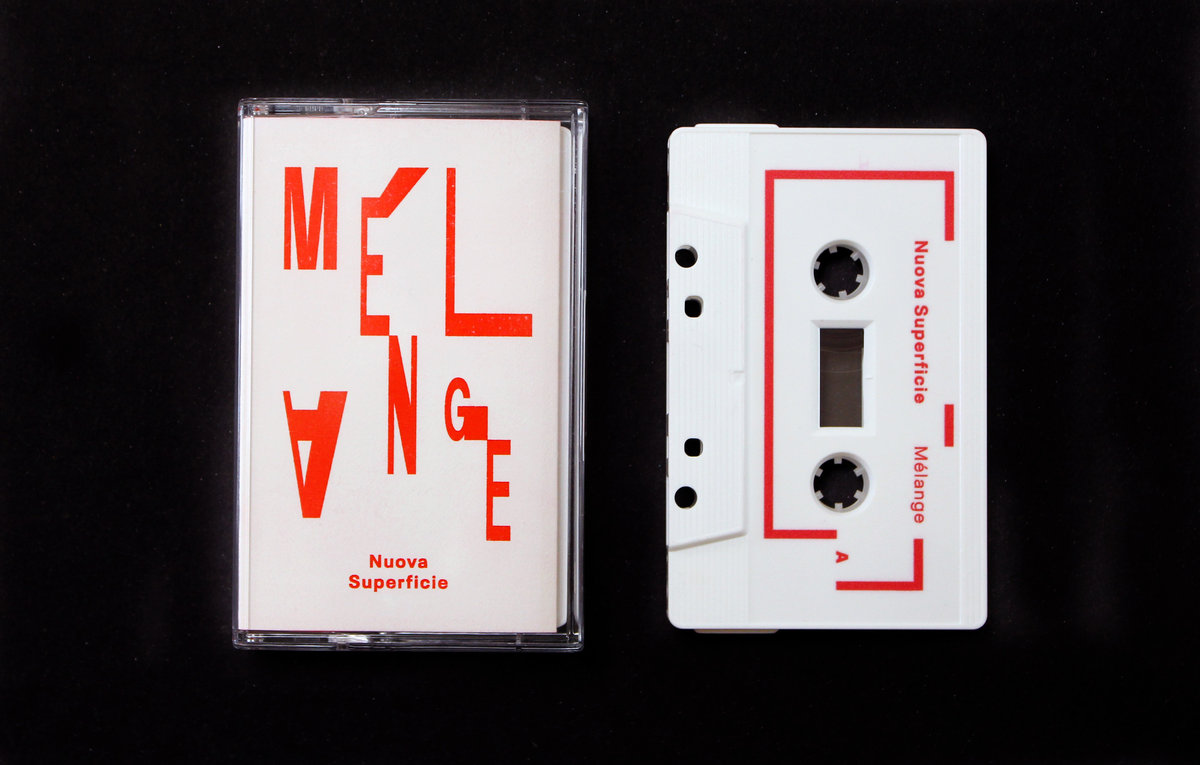 MÉLANGE
Nuova
Superficie
Nuova Superficie
Mélange
A